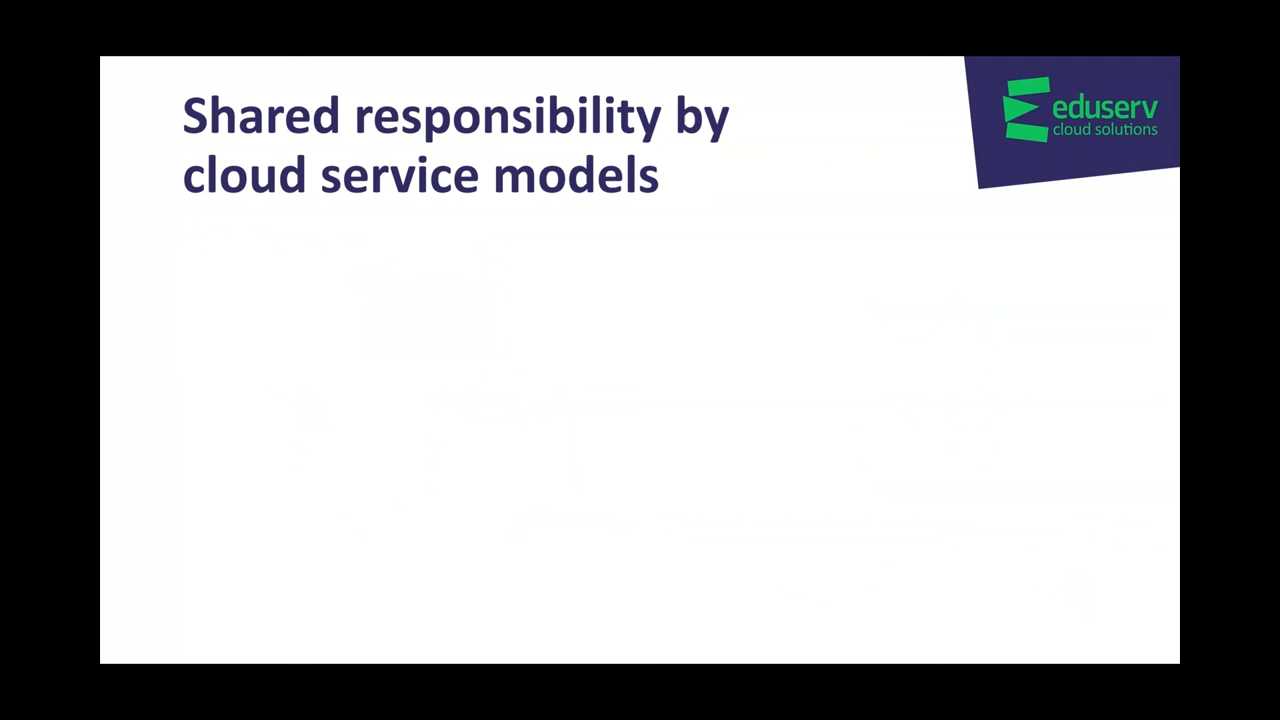 Shared responsibility by
cloud service models
eduserv
cloud solutions